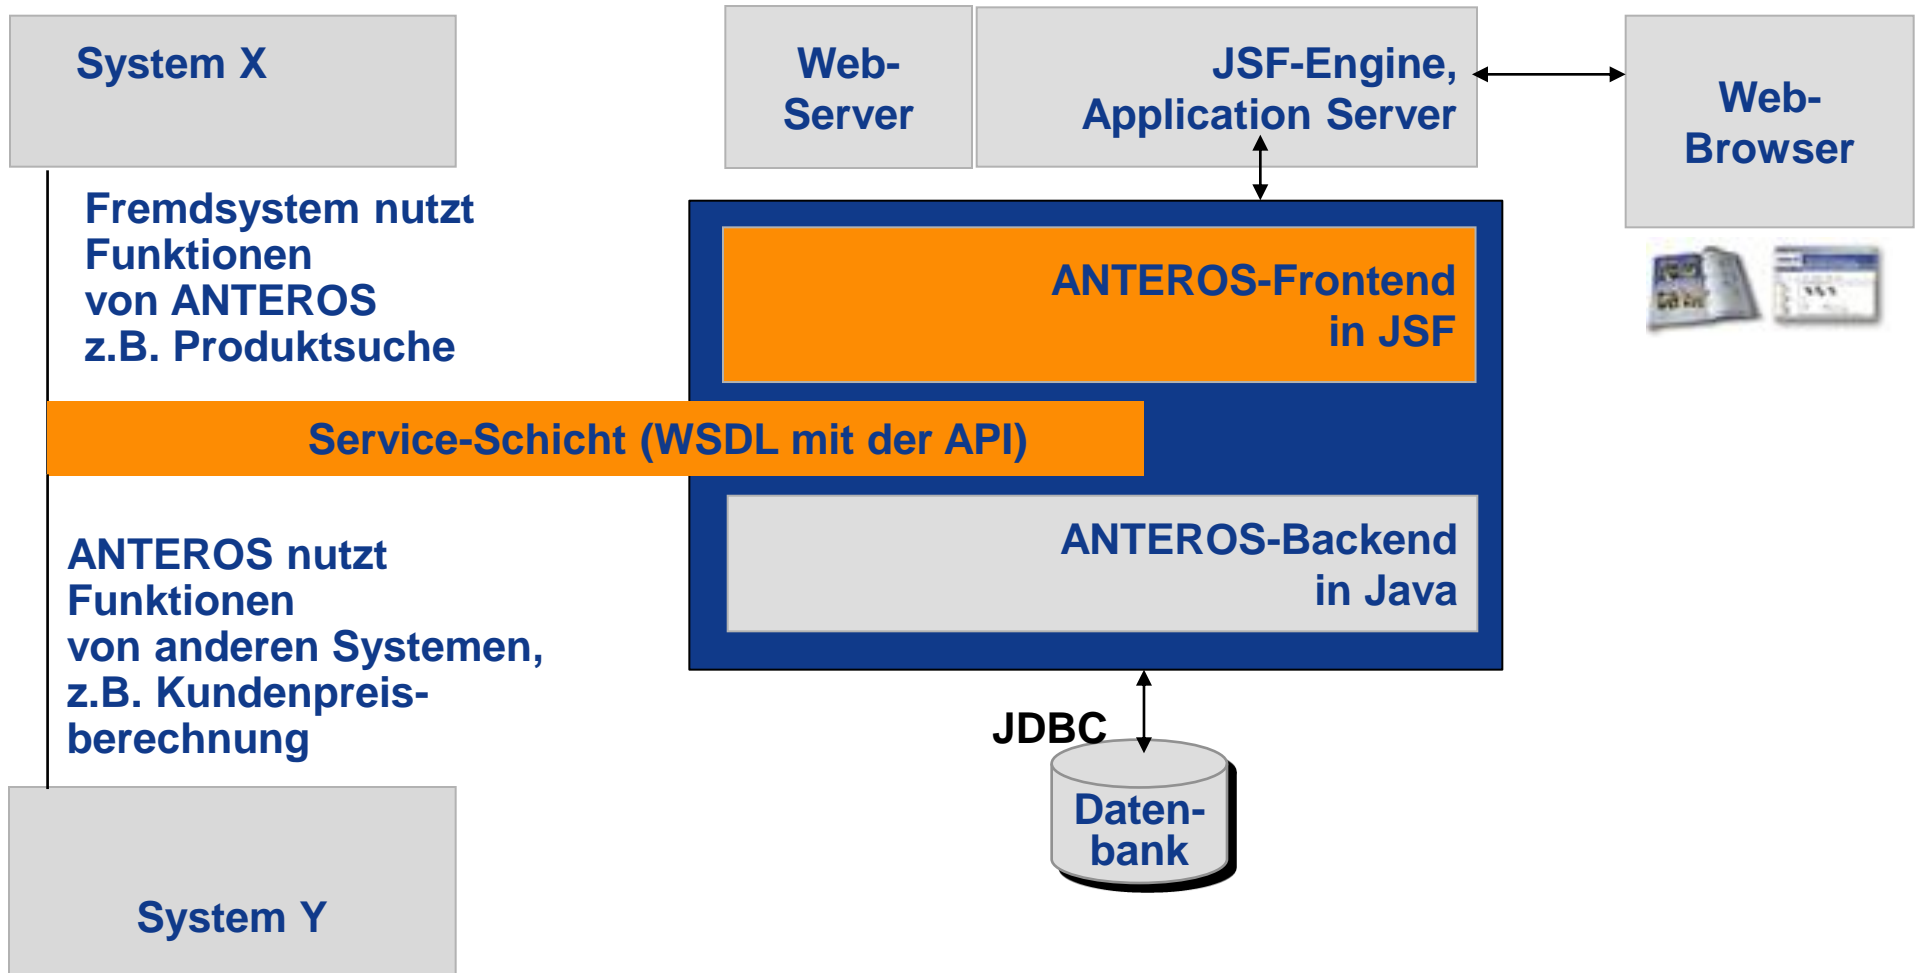 System X
Web-
Server
JSF-Engine,
Application Server
Web-
Browser
Fremdsystem nutzt
Funktionen
von ANTEROS
z.B. Produktsuche
ANTEROS-Frontend
in JSF
Service-Schicht (WSDL mit der API)
ANTEROS-Backend
in Java
ANTEROS nutzt
Funktionen
von anderen Systemen,
z.B. Kundenpreis-
berechnung
JDBC
Daten-
bank
System Y